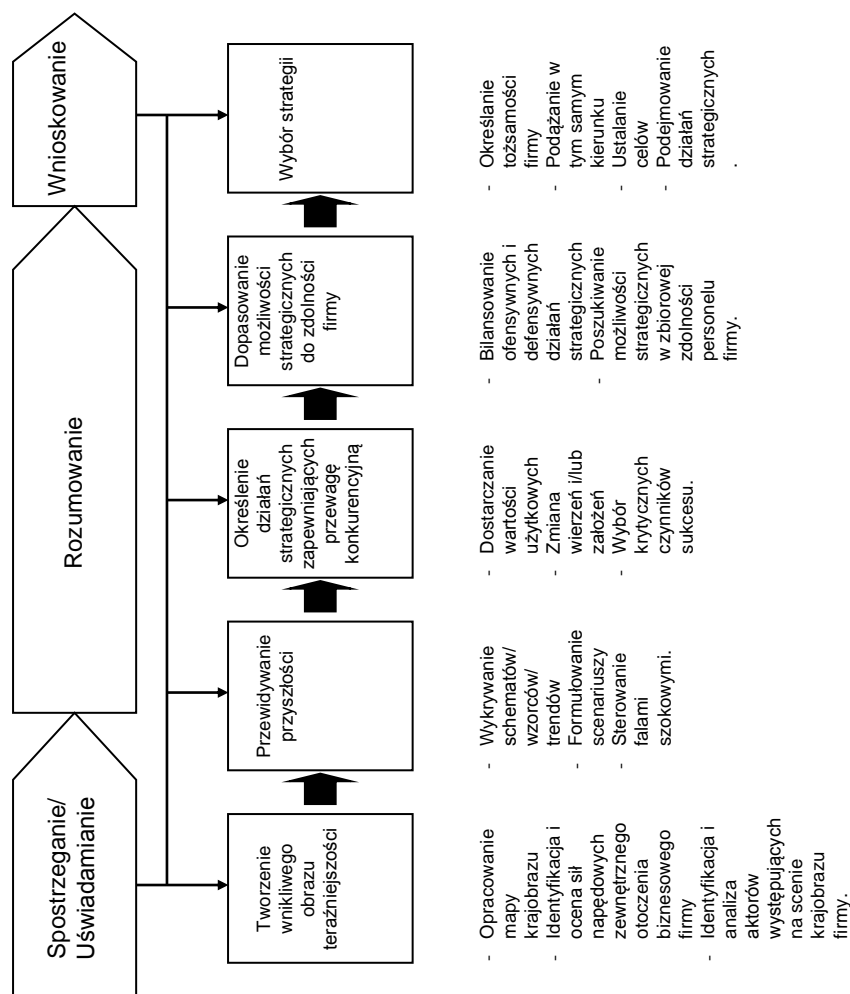 Spostrzeganie/
Uświadamianie
Rozumowanie
Wnioskowanie
Tworzenie
wnikliwego
obrazu
teraźniejszości
Przewidywanie
przyszłości
Określenie
działań
strategicznych
zapewniających
przewagę
konkurencyjną
Dopasowanie
możliwości
strategicznych
do zdolności
firmy
Wybór strategii
- Opracowanie
mapy
krajobrazu
- Identyfikacja i
ocena sił
napędowych
zewnętrznego
otoczenia
biznesowego
firmy
- Identyfikacja i
analiza
aktorów
występujących
na scenie
krajobrazu
firmy.
- Wykrywanie
schematów/
wzorców/
trendów
- Formułowanie
scenariuszy
- Sterowanie
falami
szokowymi.
- Dostarczanie
wartości
użytkowych
- Zmiana
wierzeń i/lub
założeń
- Wybór
krytycznych
czynników
sukcesu.
- Bilansowanie
ofensywnych i
defensywnych
działań
strategicznych
- Poszukiwanie
możliwości
strategicznych
w zbiorowej
zdolności
personelu
firmy.
- Określanie
tożsamości
firmy
- Podążanie w
tym samym
kierunku
- Ustalanie
celów
- Podejmowanie
działań
strategicznych
.